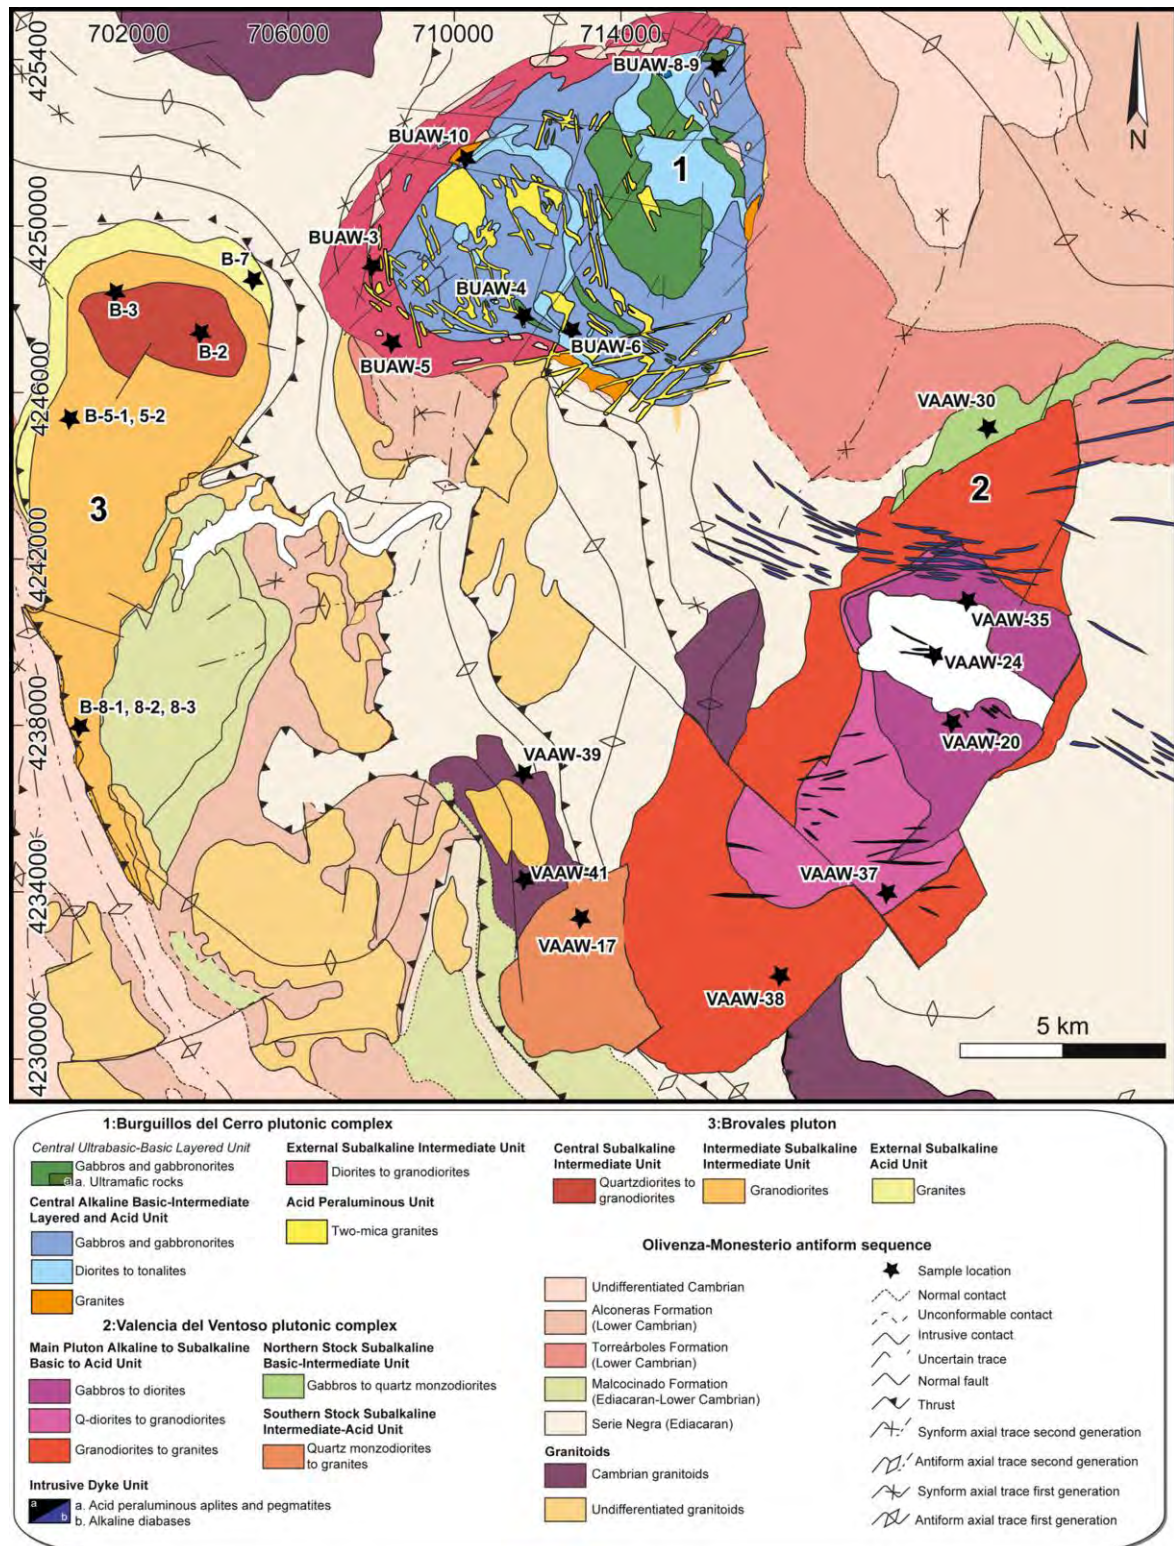 702000
706000
710000
714000
425400
4250000
4246000
4242000
4238000
4234000
4230000
N
BUAW-8-9
BUAW-10
1
BUAW-3
B-7
BUAW-4
B-3
B-2
BUAW-5
BUAW-6
B-5-1, 5-2
VAAW-30
2
3
VAAW-35
VAAW-24
B-8-1, 8-2, 8-3
VAAW-20
VAAW-39
VAAW-41
VAAW-37
VAAW-17
VAAW-38
5 km
1:Burguillos del Cerro plutonic complex
Central Ultrabasic-Basic Layered Unit
Gabbros and gabbronorites
a
a. Ultramafic rocks
Central Alkaline Basic-Intermediate
Layered and Acid Unit
Gabbros and gabbronorites
Diorites to tonalites
Granites
External Subalkaline Intermediate Unit
Diorites to granodiorites
Acid Peraluminous Unit
Two-mica granites
2:Valencia del Ventoso plutonic complex
Main Pluton Alkaline to Subalkaline
Basic to Acid Unit
Gabbros to diorites
Q-diorites to granodiorites
Granodiorites to granites
Northern Stock Subalkaline
Basic-Intermediate Unit
Gabbros to quartz monzodiorites
Southern Stock Subalkaline
Intermediate-Acid Unit
Quartz monzodiorites
to granites
Intrusive Dyke Unit
a
b
a. Acid peraluminous aplites and pegmatites
b. Alkaline diabases
3:Brovales pluton
Central Subalkaline
Intermediate Unit
Quartzdiorites to
granodiorites
Intermediate Subalkaline
Intermediate Unit
Granodiorites
External Subalkaline
Acid Unit
Granites
Olivenza-Monesterio antiform sequence
Undifferentiated Cambrian
Alconeras Formation
(Lower Cambrian)
Torreárboles Formation
(Lower Cambrian)
Malcocinado Formation
(Ediacaran-Lower Cambrian)
Serie Negra (Ediacaran)
Granitoids
Cambrian granitoids
Undifferentiated granitoids
Sample location
Normal contact
Unconformable contact
Intrusive contact
Uncertain trace
Normal fault
Thrust
Synform axial trace second generation
Antiform axial trace second generation
Synform axial trace first generation
Antiform axial trace first generation